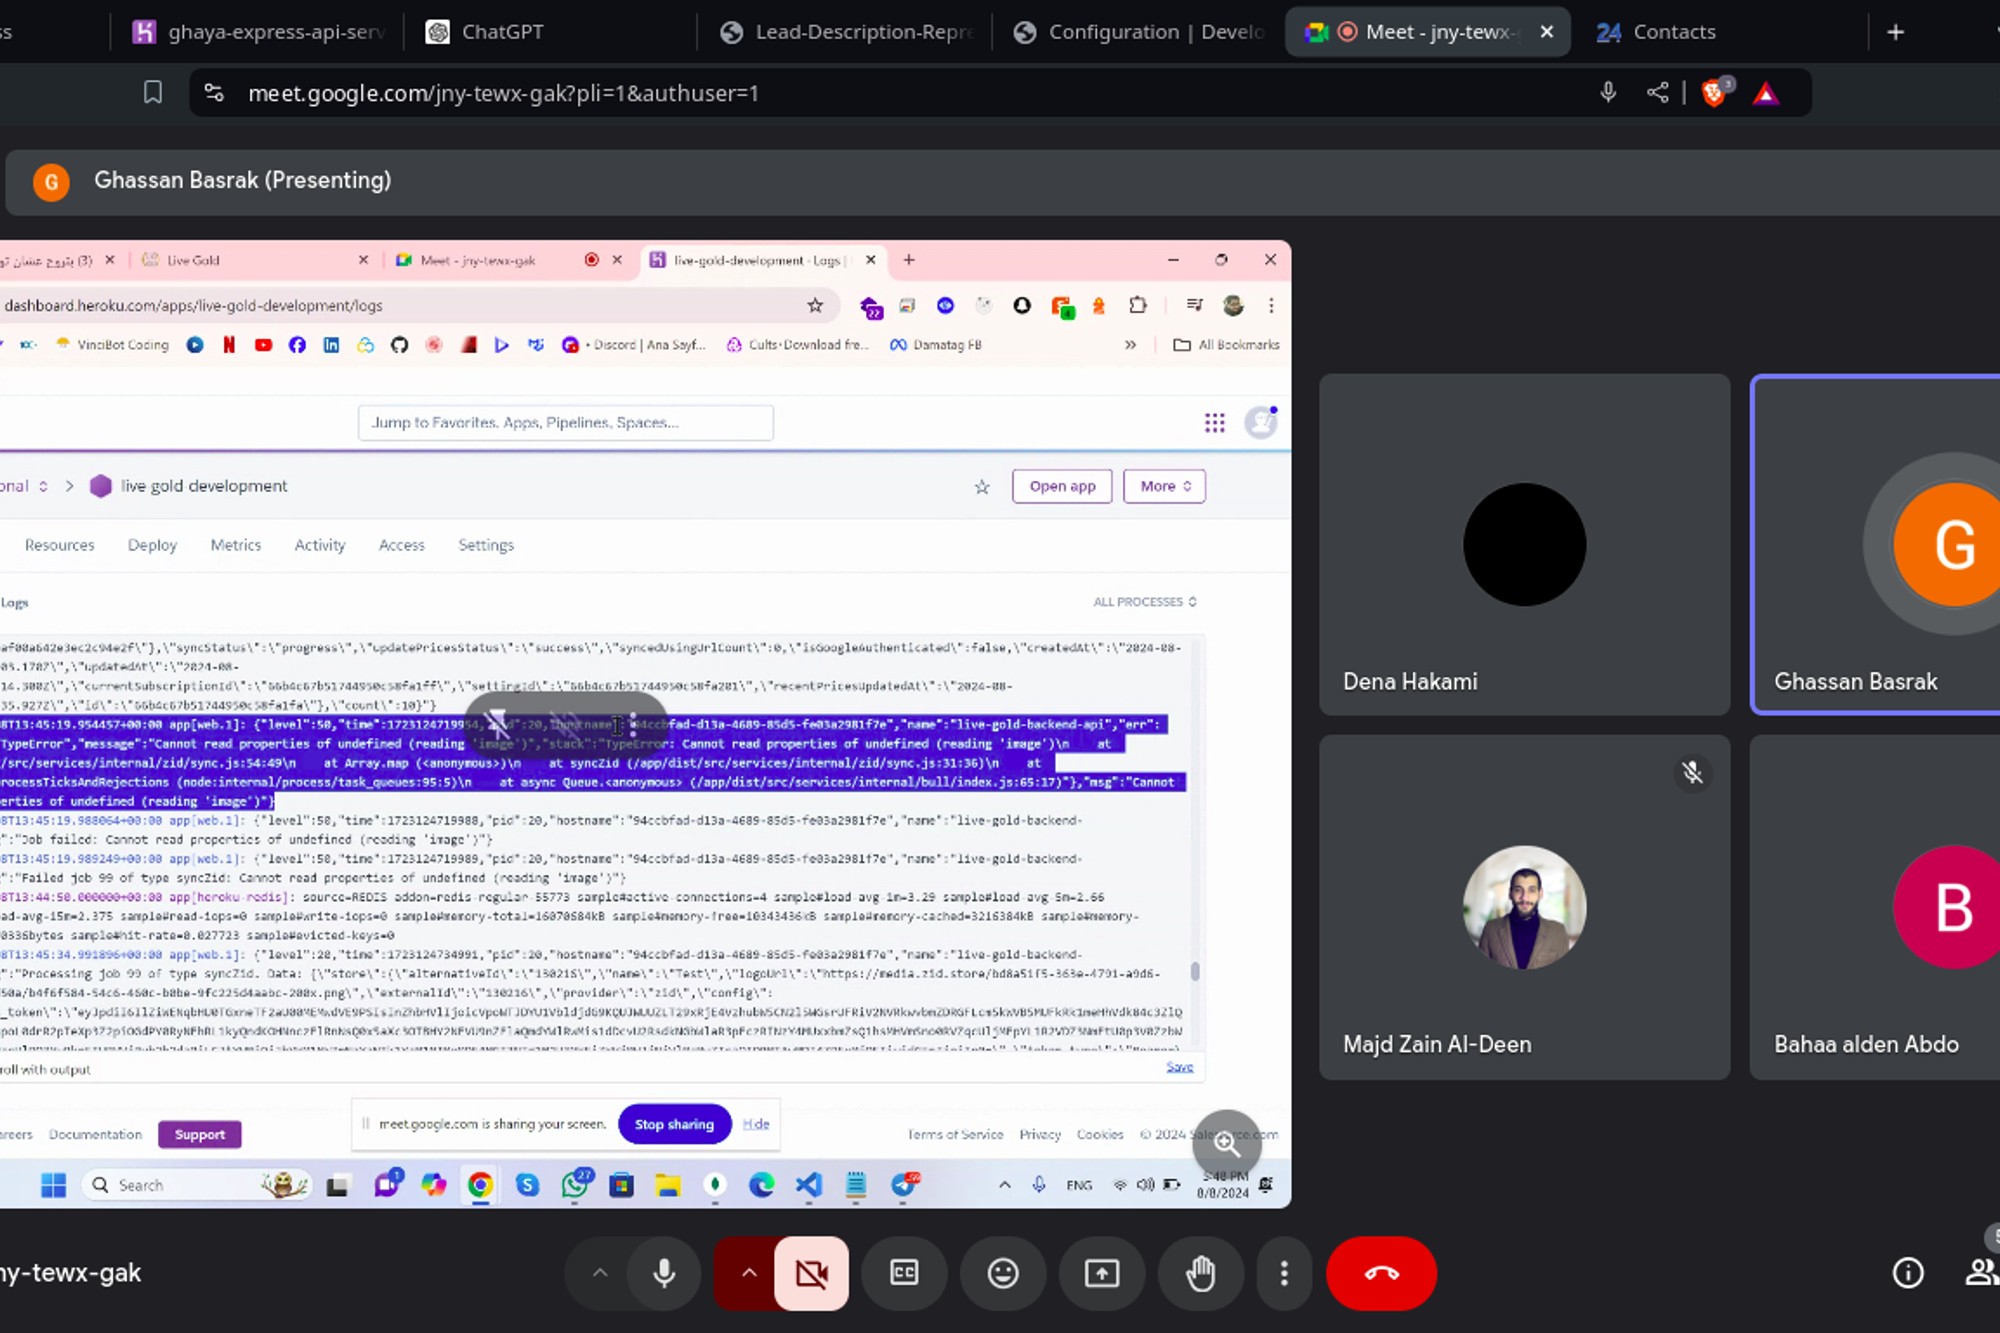 ss
ghaya-express-api-serv
ChatGPT
Lead-Description-Repre
Configuration | Develo
Meet - jny-tewx-
24 Contacts
meet.google.com/jny-tewx-gak?pli=1&authuser=1
3
G
Ghassan Basrak (Presenting)
(3) بتروح عشان تو
Live Gold
Meet - jny-tewx-gak
live-gold-development · Logs |
dashboard.heroku.com/apps/live-gold-development/logs
22
VinciBot Coding
• Discord | Ana Sayf...
Cults · Download fre...
Damatag FB
All Bookmarks
Jump to Favorites, Apps, Pipelines, Spaces...
onal
live-gold-development
Open app
More
Resources
Deploy
Metrics
Activity
Access
Settings
Logs
ALL PROCESSES
af00a642e3ec2c94e2f\"},\"syncStatus\":\"progress\",\"updatePricesStatus\":\"success\",\"syncedUsingUrlCount\":0,\"isGoogleAuthenticated\":false,\"createdAt\":\"2024-08-
05.170Z\",\"updatedAt\":\"2024-08-
14.300Z\",\"currentSubscriptionId\":\"66b4c67b51744950c58fa1ff\",\"settingId\":\"66b4c67b51744950c58fa201\",\"recentPricesUpdatedAt\":\"2024-08-
35.927Z\",\"id\":\"66b4c67b51744950c58fa1fa\"},\"count\":10}"}
8T13:45:19.954457+00:00 app[web.1]: {"level":50,"time":1723124719954,"pid":20,"hostname":"94ccbfad-d13a-4689-85d5-fe03a2981f7e","name":"live-gold-backend-api","err":
TypeError","message":"Cannot read properties of undefined (reading 'image')","stack":"TypeError: Cannot read properties of undefined (reading 'image')\n at
/src/services/internal/zid/sync.js:54:49)\n at Array.map (<anonymous>)\n at syncZid (/app/dist/src/services/internal/zid/sync.js:31:36)\n at
rocessTicksAndRejections (node:internal/process/task_queues:95:5)\n at async Queue.<anonymous> (/app/dist/src/services/internal/bull/index.js:65:17)"},"msg":"Cannot
erties of undefined (reading 'image')"}
8T13:45:19.988064+00:00 app[web.1]: {"level":50,"time":1723124719988,"pid":20,"hostname":"94ccbfad-d13a-4689-85d5-fe03a2981f7e","name":"live-gold-backend-
":"Job failed: Cannot read properties of undefined (reading 'image')"}
8T13:45:19.989249+00:00 app[web.1]: {"level":50,"time":1723124719989,"pid":20,"hostname":"94ccbfad-d13a-4689-85d5-fe03a2981f7e","name":"live-gold-backend-
":"Failed job 99 of type syncZid: Cannot read properties of undefined (reading 'image')"}
8T13:44:50.000000+00:00 app[heroku-redis]: source=REDIS addon=redis-regular-55773 sample#active-connections=4 sample#load-avg-1m=3.29 sample#load-avg-5m=2.66
oad-avg-15m=2.375 sample#read-iops=0 sample#write-iops=0 sample#memory-total=16070684kB sample#memory-free=10343436kB sample#memory-cached=3216384kB sample#memory-
0336bytes sample#hit-rate=0.027723 sample#evicted-keys=0
8T13:45:34.991896+00:00 app[web.1]: {"level":20,"time":1723124734991,"pid":20,"hostname":"94ccbfad-d13a-4689-85d5-fe03a2981f7e","name":"live-gold-backend-
":"Processing job 99 of type syncZid. Data: {\"store\":{\"alternativeId\":\"130216\",\"name\":\"Test\",\"logoUrl\":\"https://media.zid.store/bd8a51f5-363e-4791-a9d6-
50a/b4f6f584-54c6-460c-b0be-9fc225d4aabc-200x.png\",\"externalId\":\"130216\",\"provider\":\"zid\",\"config\":
roll with output
Save
areers
Documentation
Support
meet.google.com is sharing your screen.
Stop sharing
Hide
Terms of Service
Privacy
Cookies
© 2024 Salesforce.com
Search
1
27
ENG
5:48 PM
8/8/2024
Dena Hakami
G
Ghassan Basrak
Majd Zain Al-Deen
B
Bahaa alden Abdo
ny-tewx-gak
CC